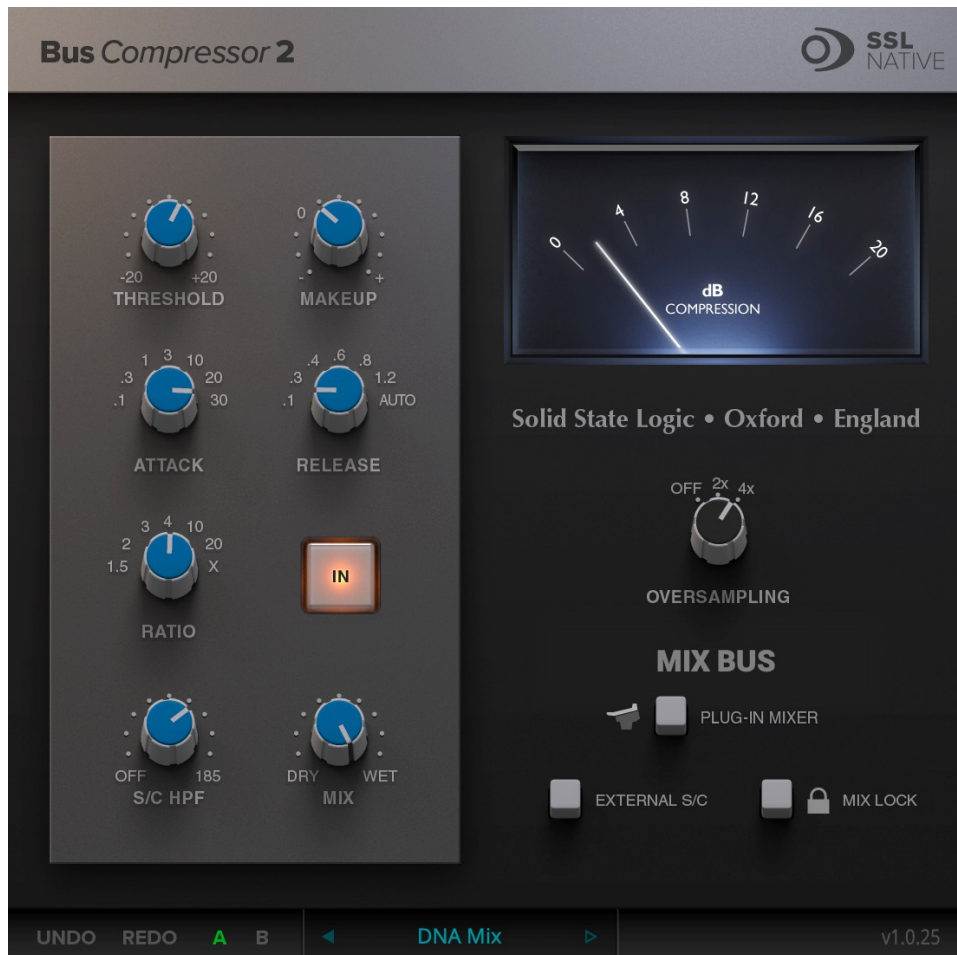 Bus Compressor 2
SSL
NATIVE
-20 +20
THRESHOLD
0
- +
MAKEUP
.1 .3 1 3 10 20 30
ATTACK
.1 .3 .4 .6 .8 1.2 AUTO
RELEASE
1.5 2 3 4 10 20 X
RATIO
IN
OFF 185
S/C HPF
DRY WET
MIX
0 4 8 12 16 20
dB
COMPRESSION
Solid State Logic • Oxford • England
OFF 2x 4x
OVERSAMPLING
MIX BUS
PLUG-IN MIXER
EXTERNAL S/C
MIX LOCK
UNDO REDO A B
DNA Mix
v1.0.25